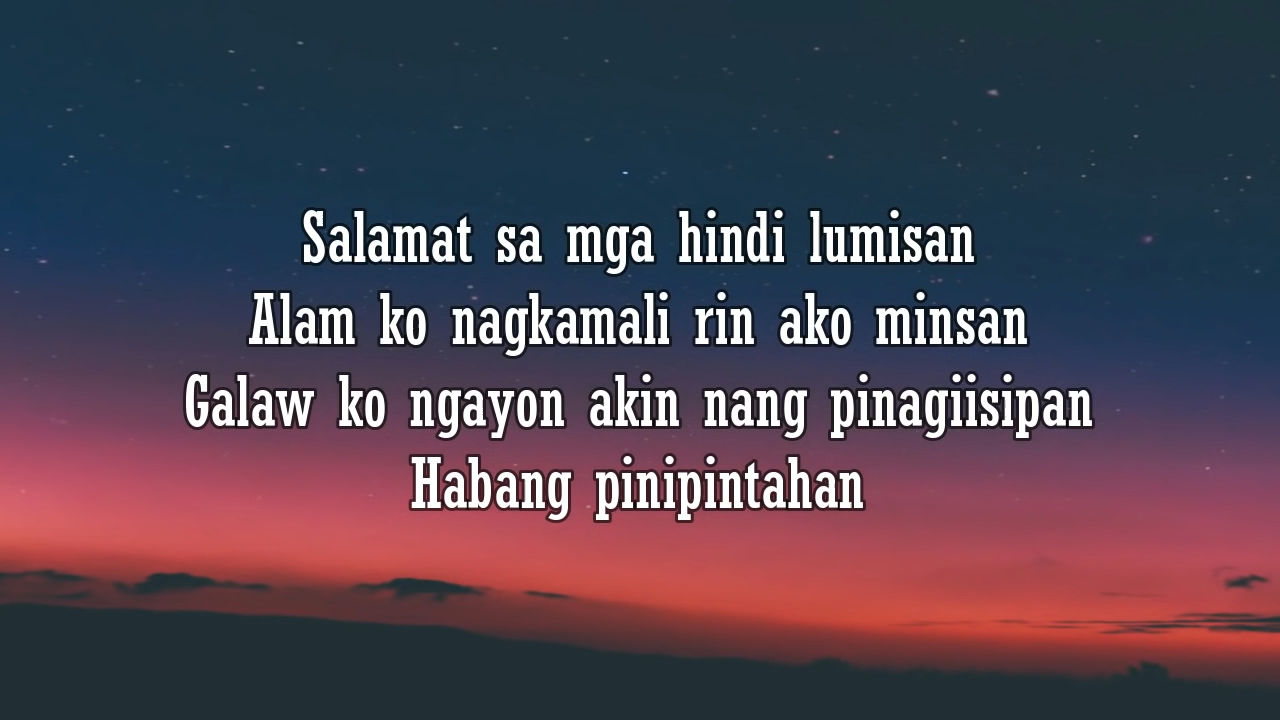 Salamat sa mga hindi lumisan
Alam ko nagkamali rin ako minsan
Galaw ko ngayon akin nang pinagiisipan
Habang pinipintahan